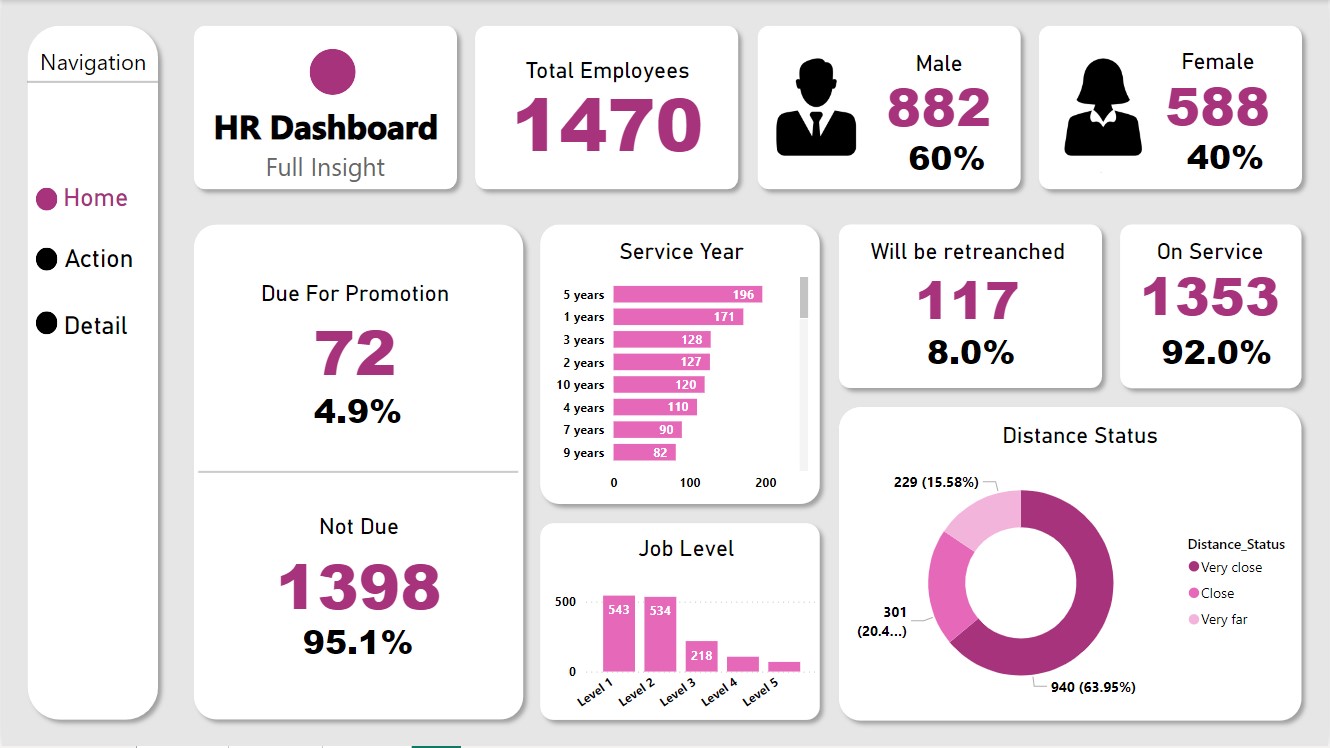 Navigation
Home
Action
Detail
HR Dashboard
Full Insight
Total Employees
1470
Male
882
60%
Female
588
40%
Due For Promotion
72
4.9%
Not Due
1398
95.1%
Service Year
5 years 196
1 years 171
3 years 128
2 years 127
10 years 120
4 years 110
7 years 90
9 years 82
0 100 200
Job Level
500
0
543 534 218
Level 1 Level 2 Level 3 Level 4 Level 5
Will be retreanched
117
8.0%
On Service
1353
92.0%
Distance Status
229 (15.58%)
301
(20.4...)
940 (63.95%)
Distance_Status
Very close
Close
Very far